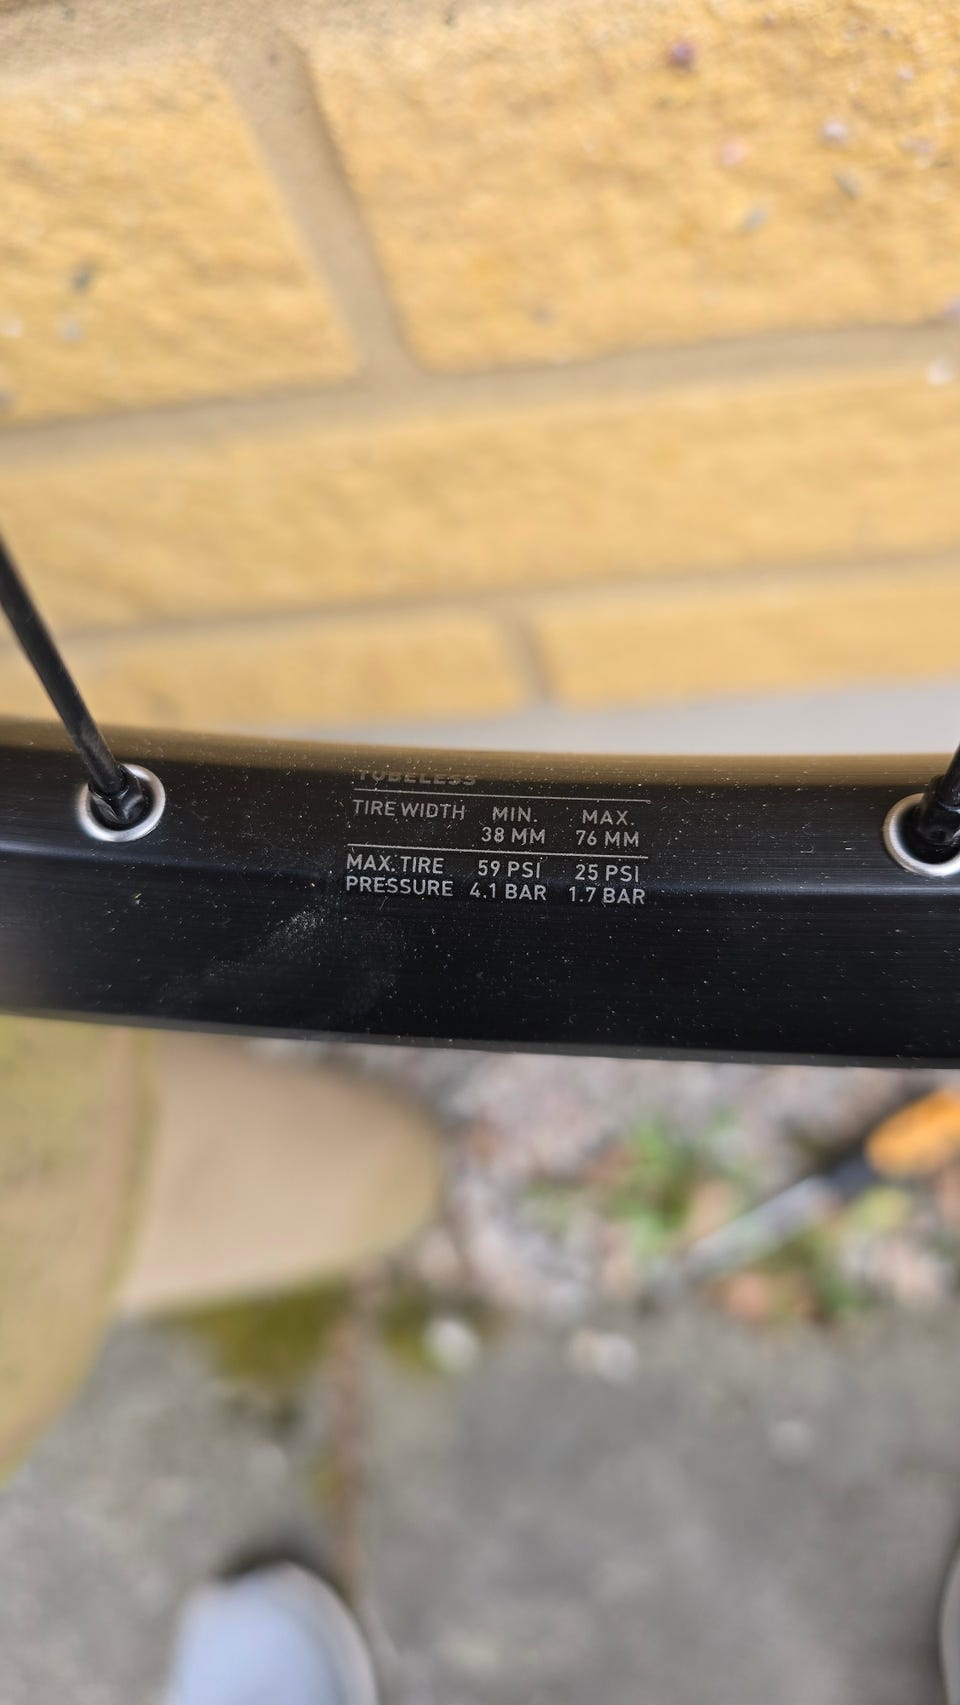 TUBELESS
TIRE WIDTH MIN. MAX.
38 MM 76 MM
MAX. TIRE 59 PSI 25 PSI
PRESSURE 4.1 BAR 1.7 BAR